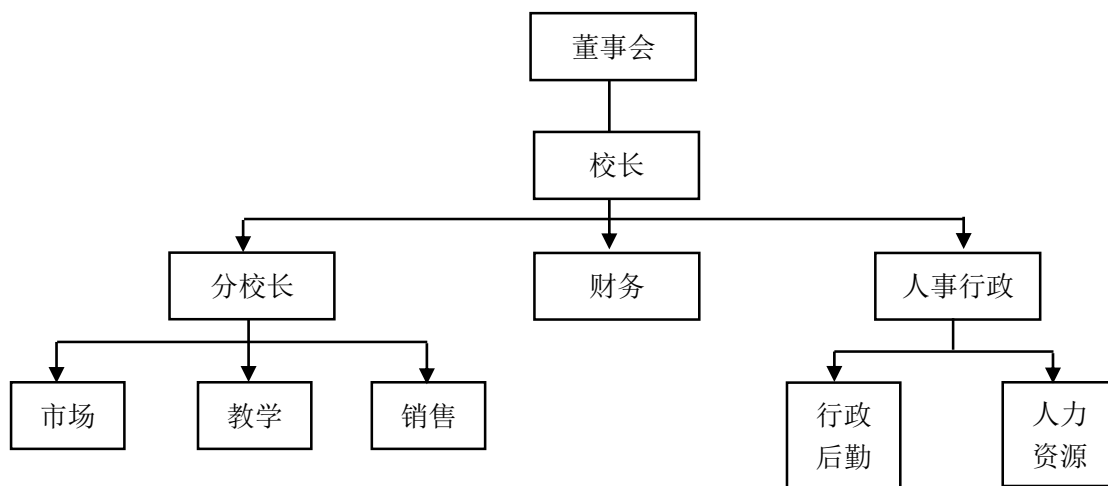 董事会
校长
分校长
财务
人事行政
市场
教学
销售
行政
后勤
人力
资源